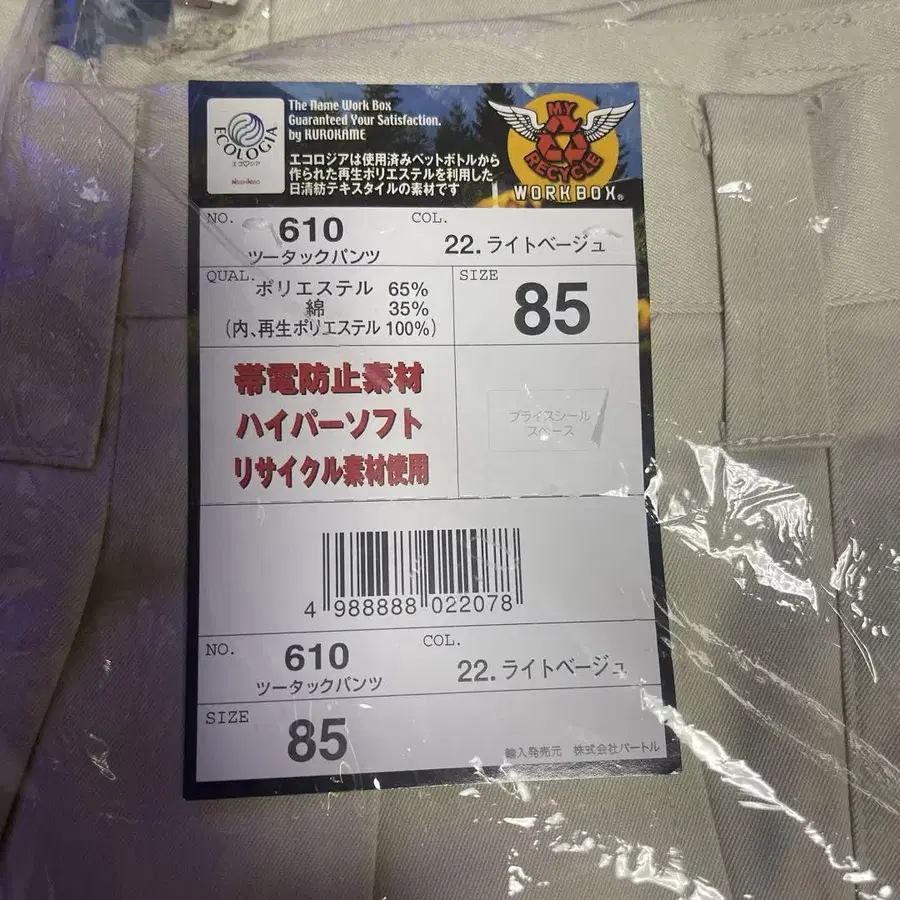 ECOLOGIA
エコロジア
NISSHINBO
The Name Work Box
Guaranteed Your Satisfaction.
by KUROKAME
エコロジアは使用済みペットボトルから
作られた再生ポリエステルを利用した
日清紡テキスタイルの素材です
MY
RECYCLE
WORKBOX®
NO. 610 COL.
ツータックパンツ 22. ライトベージュ
QUAL. ポリエステル 65% SIZE
綿 35% 85
(内、再生ポリエステル 100%)
帯電防止素材
ハイパーソフト
リサイクル素材使用
プライスシール
スペース
4 988888 022078
NO. 610 COL.
ツータックパンツ 22. ライトベージュ
SIZE
85
輸入発売元 株式会社バートル